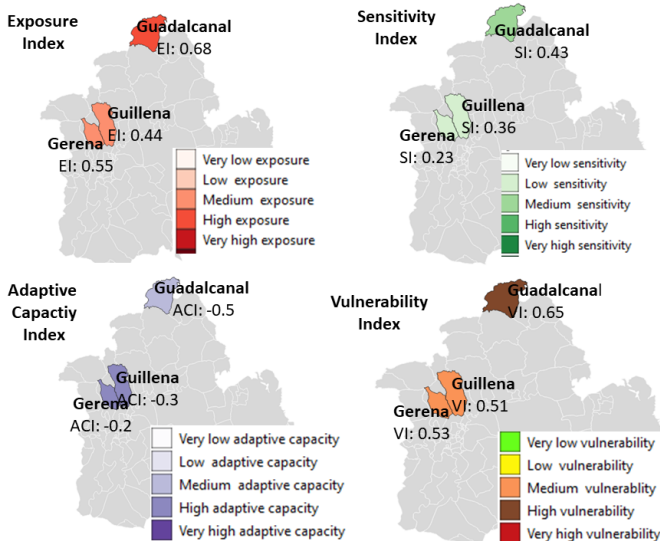 Exposure
Index
Guadalcanal
EI: 0.68
Guillena
EI: 0.44
Gerena
EI: 0.55
Very low exposure
Low exposure
Medium exposure
High exposure
Very high exposure
Sensitivity
Index
Guadalcanal
SI: 0.43
Guillena
SI: 0.36
Gerena
SI: 0.23
Very low sensitivity
Low sensitivity
Medium sensitivity
High sensitivity
Very high sensitivity
Adaptive
Capactiy
Index
Guadalcanal
ACI: -0.5
Guillena
ACI: -0.3
Gerena
ACI: -0.2
Very low adaptive capacity
Low adaptive capacity
Medium adaptive capacity
High adaptive capacity
Very high adaptive capacity
Vulnerability
Index
Guadalcanal
VI: 0.65
Guillena
VI: 0.51
Gerena
VI: 0.53
Very low vulnerability
Low vulnerability
Medium vulnerablity
High vulnerability
Very high vulnerability